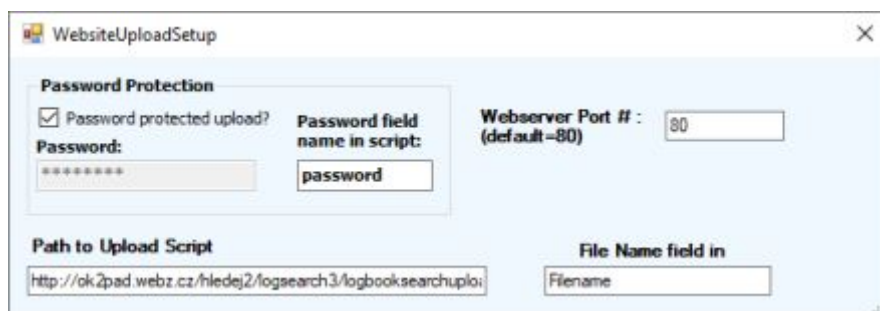 WebsiteUploadSetup
Password Protection
Password protected upload?
Password:
********
Password field
name in script:
password
Webserver Port # :
(default=80)
80
Path to Upload Script
http://ok2pad.webz.cz/hledej2/logsearch3/logbooksearchuploa
File Name field in
Filename